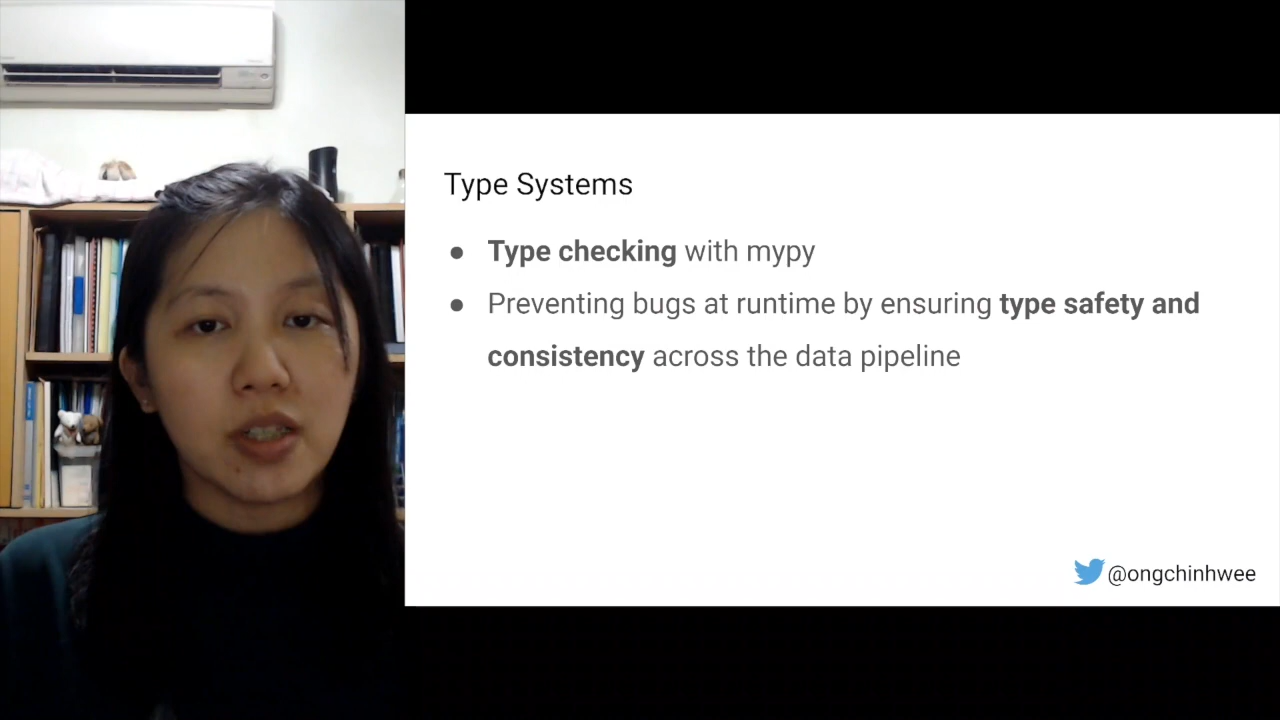 Type Systems
● Type checking with mypy
● Preventing bugs at runtime by ensuring type safety and
consistency across the data pipeline
@ongchinhwee